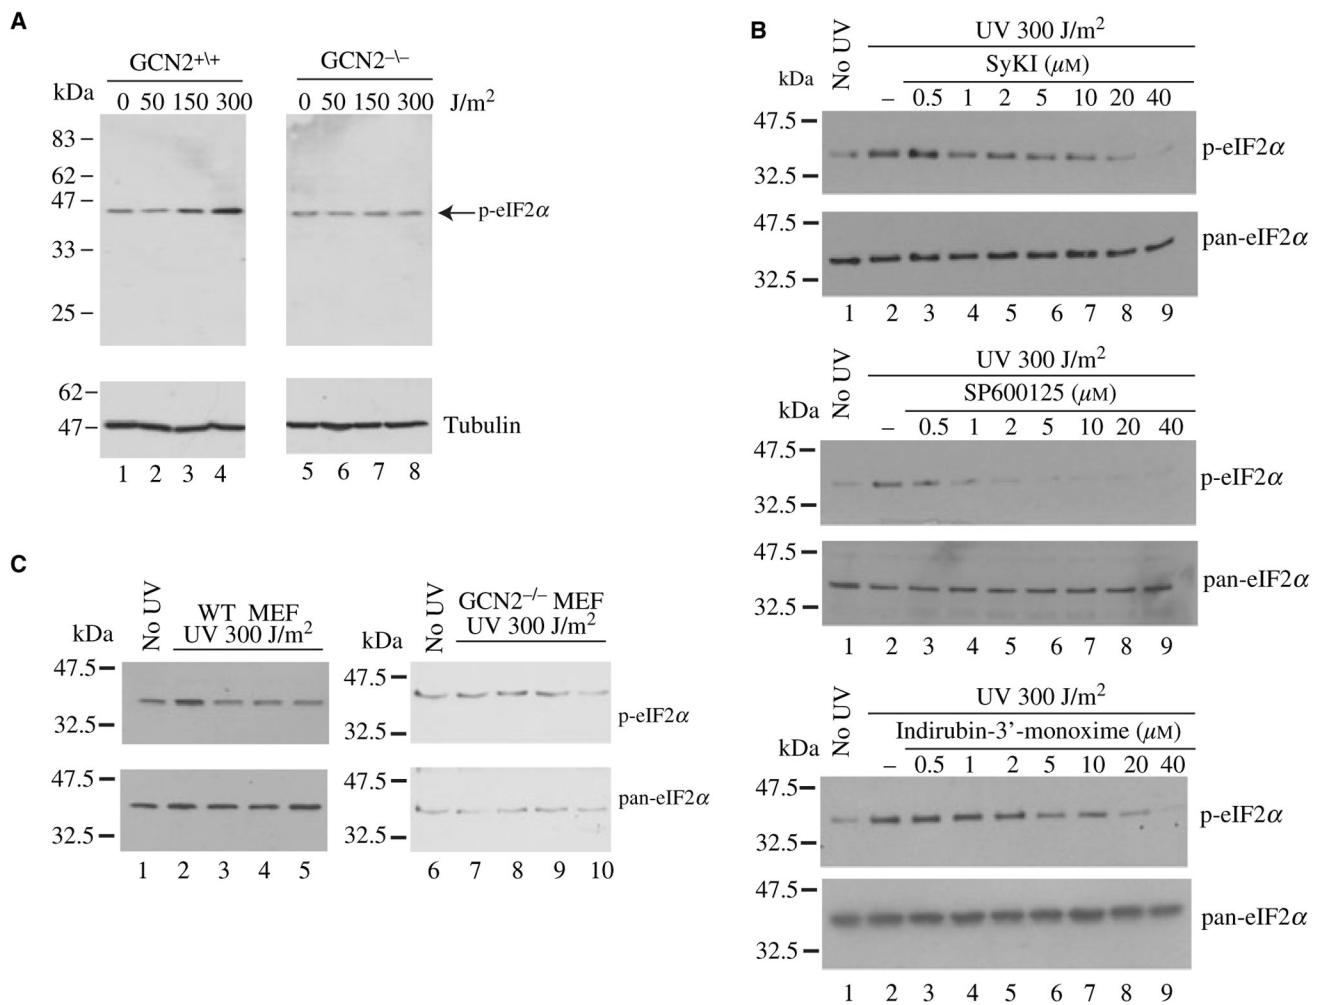 A
GCN2+\+ GCN2–\–
kDa 0 50 150 300 0 50 150 300 J/m2
83
62
47
p-eIF2α
33
25
62
47 Tubulin
1 2 3 4 5 6 7 8
B
No UV UV 300 J/m2
SyKI (μM)
kDa – 0.5 1 2 5 10 20 40
47.5
p-eIF2α
32.5
47.5
pan-eIF2α
32.5
1 2 3 4 5 6 7 8 9
No UV UV 300 J/m2
SP600125 (μM)
kDa – 0.5 1 2 5 10 20 40
47.5
p-eIF2α
32.5
47.5
pan-eIF2α
32.5
1 2 3 4 5 6 7 8 9
No UV UV 300 J/m2
Indirubin-3’-monoxime (μM)
kDa – 0.5 1 2 5 10 20 40
47.5
p-eIF2α
32.5
47.5
pan-eIF2α
32.5
1 2 3 4 5 6 7 8 9
C
No UV WT MEF No UV GCN2–/– MEF
kDa UV 300 J/m2 kDa UV 300 J/m2
47.5 47.5
p-eIF2α
32.5 32.5
47.5 47.5
pan-eIF2α
32.5 32.5
1 2 3 4 5 6 7 8 9 10